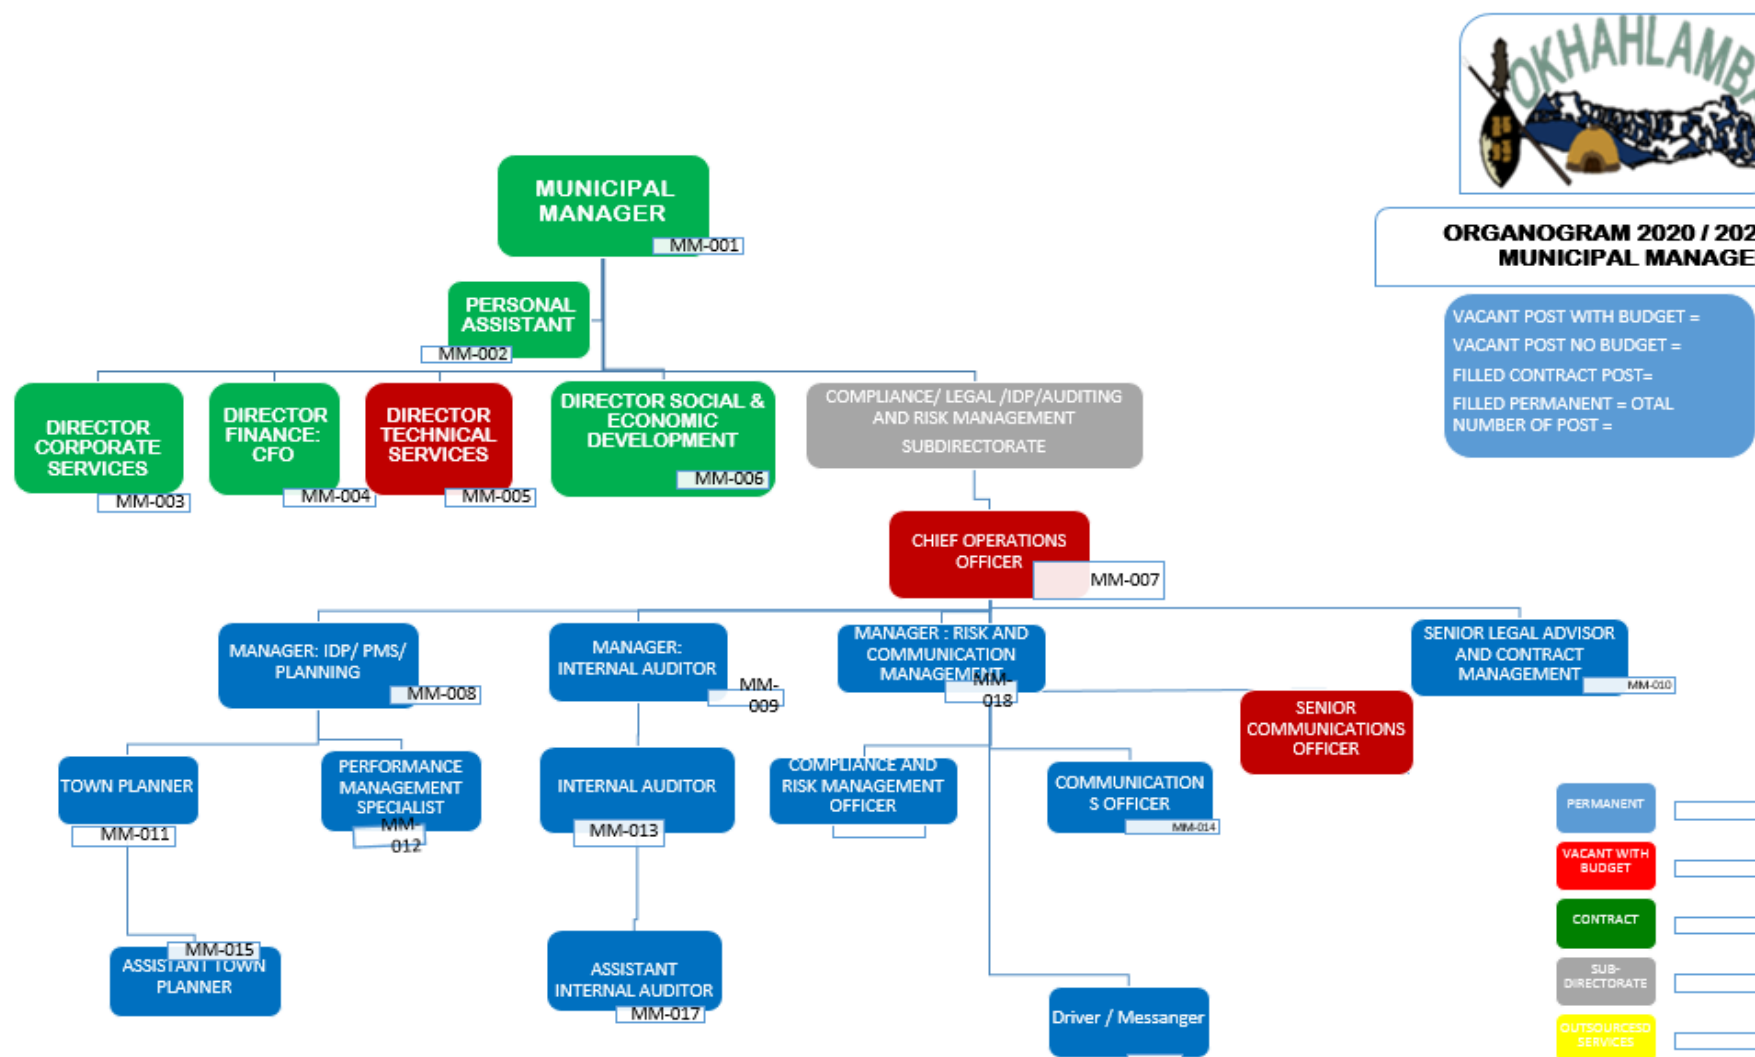 OKHAHLAMBA
ORGANOGRAM 2020 / 202
MUNICIPAL MANAGE
VACANT POST WITH BUDGET =
VACANT POST NO BUDGET =
FILLED CONTRACT POST=
FILLED PERMANENT = OTAL
NUMBER OF POST =
MUNICIPAL
MANAGER
MM-001
PERSONAL
ASSISTANT
MM-002
DIRECTOR
CORPORATE
SERVICES
MM-003
DIRECTOR
FINANCE:
CFO
MM-004
DIRECTOR
TECHNICAL
SERVICES
MM-005
DIRECTOR SOCIAL &
ECONOMIC
DEVELOPMENT
MM-006
COMPLIANCE/ LEGAL /IDP/AUDITING
AND RISK MANAGEMENT
SUBDIRECTORATE
CHIEF OPERATIONS
OFFICER
MM-007
MANAGER: IDP/ PMS/
PLANNING
MM-008
MANAGER:
INTERNAL AUDITOR
MM-
009
MANAGER : RISK AND
COMMUNICATION
MANAGEMENT
MM-
018
SENIOR LEGAL ADVISOR
AND CONTRACT
MANAGEMENT
MM-010
SENIOR
COMMUNICATIONS
OFFICER
TOWN PLANNER
MM-011
PERFORMANCE
MANAGEMENT
SPECIALIST
MM-
012
INTERNAL AUDITOR
MM-013
COMPLIANCE AND
RISK MANAGEMENT
OFFICER
COMMUNICATION
S OFFICER
MM-014
MM-015
ASSISTANT TOWN
PLANNER
ASSISTANT
INTERNAL AUDITOR
MM-017
Driver / Messanger
PERMANENT
VACANT WITH
BUDGET
CONTRACT
SUB-
DIRECTORATE
OUTSOURCESD
SERVICES